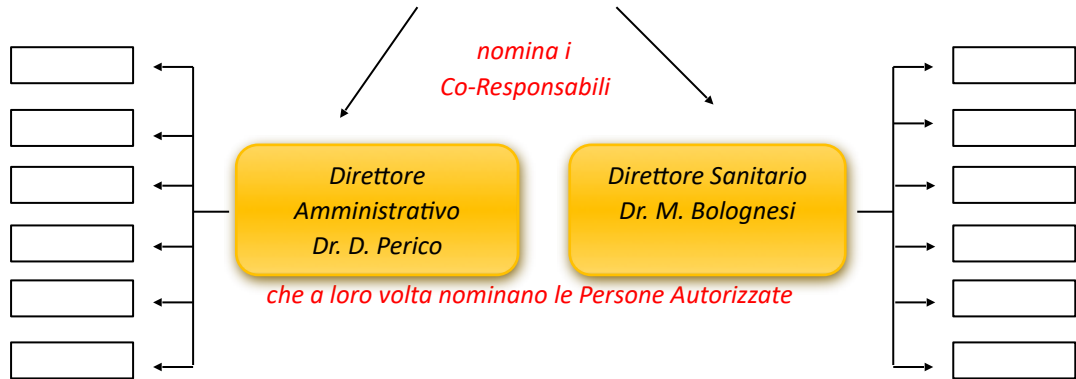 nomina i
Co-Responsabili
Direttore
Amministrativo
Dr. D. Perico
Direttore Sanitario
Dr. M. Bolognesi
che a loro volta nominano le Persone Autorizzate